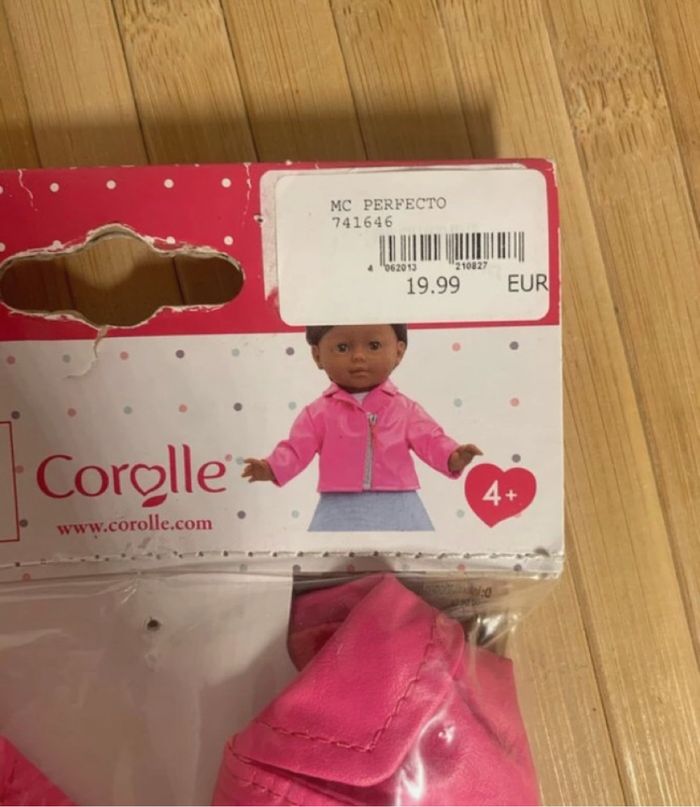 MC PERFECTO
741646
4 062013 210827
19.99 EUR
Corolle
www.corolle.com
4+